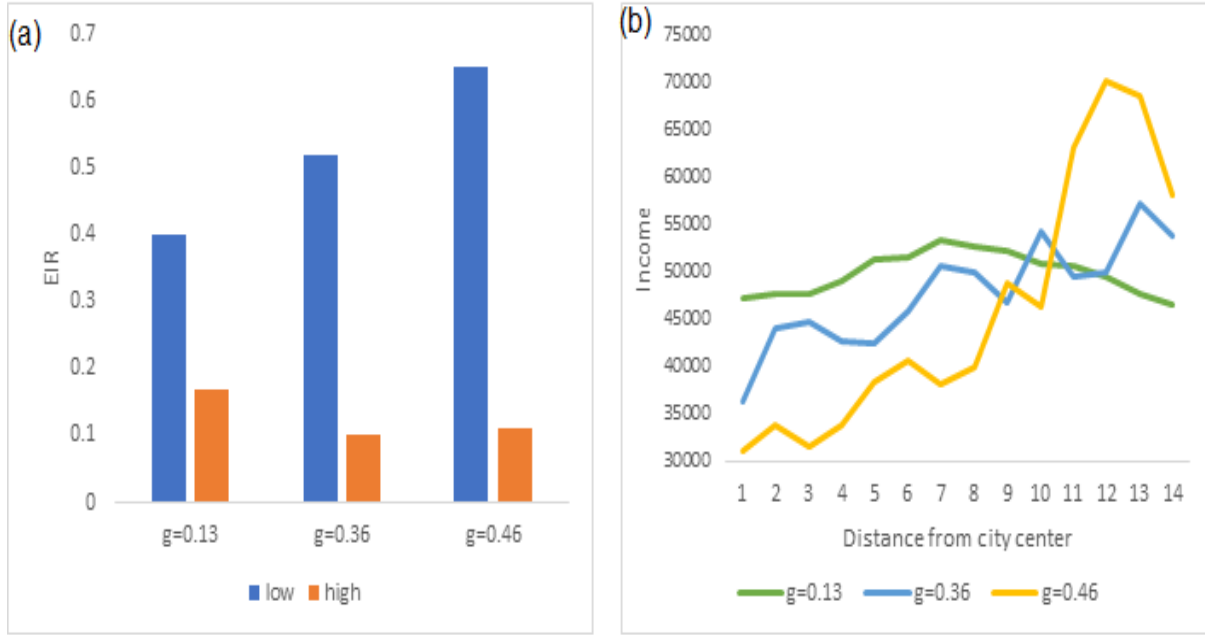 (a)
0.7
0.6
0.5
0.4
0.3
0.2
0.1
0
EIR
g=0.13 g=0.36 g=0.46
low high
(b)
75000
70000
65000
60000
55000
50000
45000
40000
35000
30000
Income
1 2 3 4 5 6 7 8 9 10 11 12 13 14
Distance from city center
g=0.13 g=0.36 g=0.46